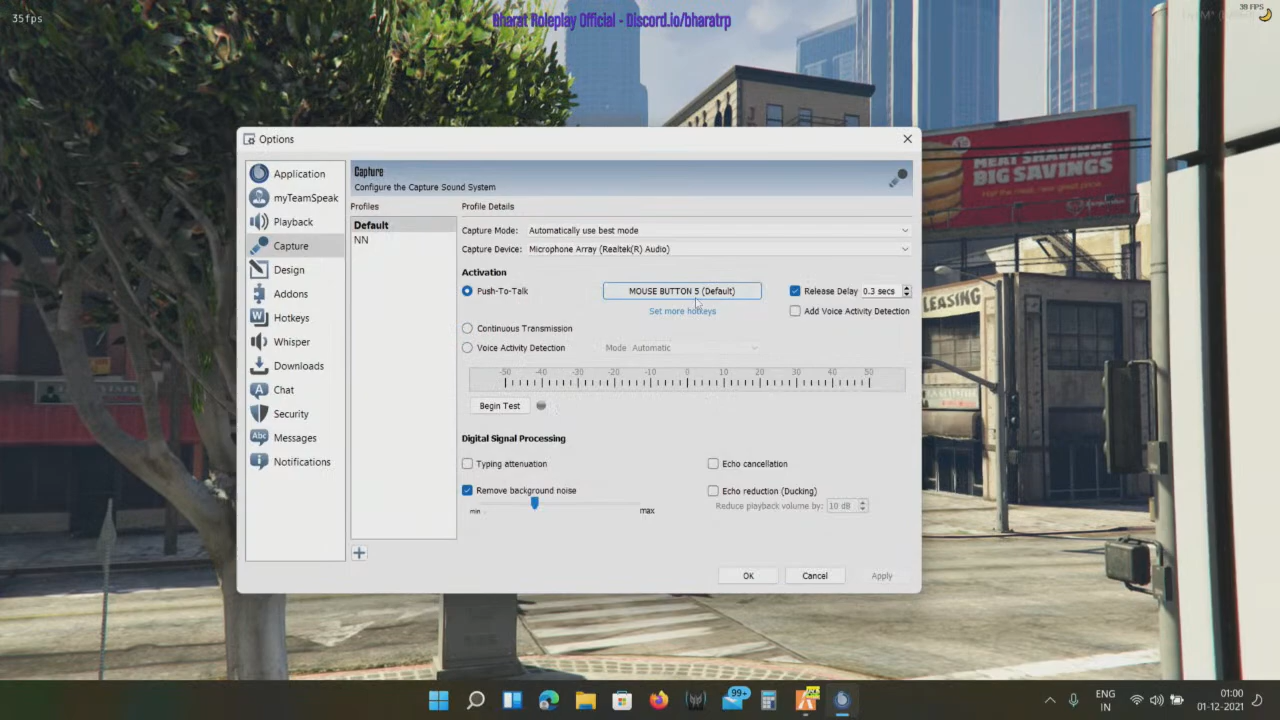 35fps
Bharat Roleplay Official - Discord.io/bharatrp
39 FPS
MEAT SHAVINGS
BIG SAVINGS
LEASING
Options
Application
myTeamSpeak
Playback
Capture
Design
Addons
Hotkeys
Whisper
Downloads
Chat
Security
Messages
Notifications
Capture
Configure the Capture Sound System
Profiles
Default
NN
Profile Details
Capture Mode: Automatically use best mode
Capture Device: Microphone Array (Realtek(R) Audio)
Activation
Push-To-Talk
MOUSE BUTTON 5 (Default)
Release Delay 0.3 secs
Set more hotkeys
Add Voice Activity Detection
Continuous Transmission
Voice Activity Detection
Mode Automatic
-50 -40 -30 -20 -10 0 10 20 30 40 50
Begin Test
Digital Signal Processing
Typing attenuation
Echo cancellation
Remove background noise
min
max
Echo reduction (Ducking)
Reduce playback volume by: 10 dB
OK
Cancel
Apply
99+
ENG
IN
01:00
01-12-2021